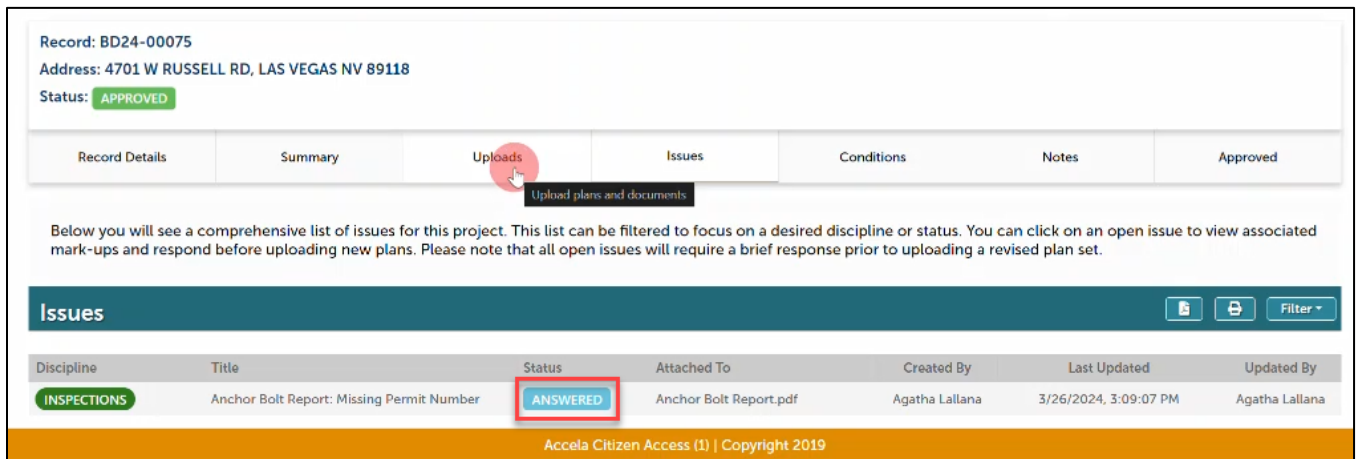 Record: BD24-00075
Address: 4701 W RUSSELL RD, LAS VEGAS NV 89118
Status: APPROVED
Record Details Summary Uploads Issues Conditions Notes Approved
Upload plans and documents
Below you will see a comprehensive list of issues for this project. This list can be filtered to focus on a desired discipline or status. You can click on an open issue to view associated
mark-ups and respond before uploading new plans. Please note that all open issues will require a brief response prior to uploading a revised plan set.
Issues Filter
Discipline Title Status Attached To Created By Last Updated Updated By
INSPECTIONS Anchor Bolt Report: Missing Permit Number ANSWERED Anchor Bolt Report.pdf Agatha Lallana 3/26/2024, 3:09:07 PM Agatha Lallana
Accela Citizen Access (1) | Copyright 2019